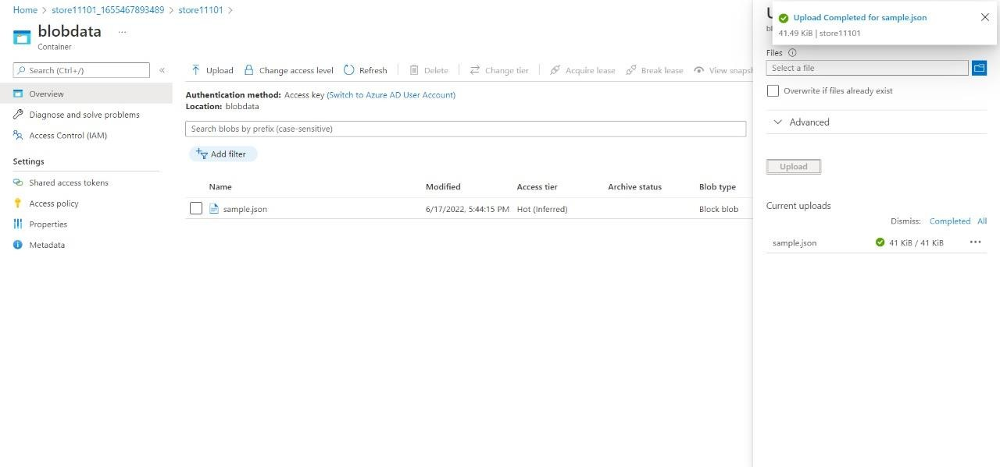 Home > store11101_1655467893489 > store11101 >
blobdata ...
Container
Search (Ctrl+/) «
Overview
Diagnose and solve problems
Access Control (IAM)
Settings
Shared access tokens
Access policy
Properties
Metadata
Upload Change access level Refresh Delete Change tier Acquire lease Break lease View
Authentication method: Access key (Switch to Azure AD User Account)
Location: blobdata
Search blobs by prefix (case-sensitive)
Add filter
Name Modified Access tier Archive status Blob type
sample.json 6/17/2022, 5:44:15 PM Hot (Inferred) Block blob
Upload Completed for sample.json
41.49 KiB | store11101
Files
Select a file
Overwrite if files already exist
Advanced
Upload
Current uploads
Dismiss: Completed All
sample.json 41 KiB / 41 KiB ...